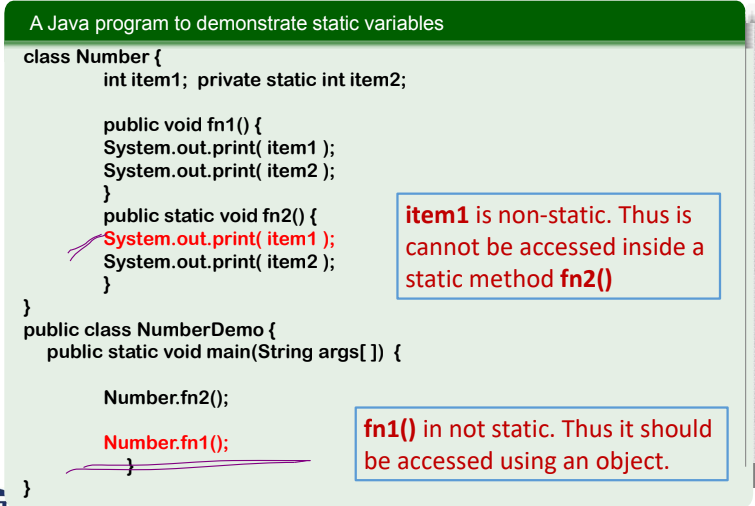 A Java program to demonstrate static variables
class Number {
int item1; private static int item2;
public void fn1() {
System.out.print( item1 );
System.out.print( item2 );
}
public static void fn2() {
System.out.print( item1 );
System.out.print( item2 );
}
}
item1 is non-static. Thus is
cannot be accessed inside a
static method fn2()
public class NumberDemo {
public static void main(String args[ ]) {
Number.fn2();
Number.fn1();
}
}
fn1() in not static. Thus it should
be accessed using an object.